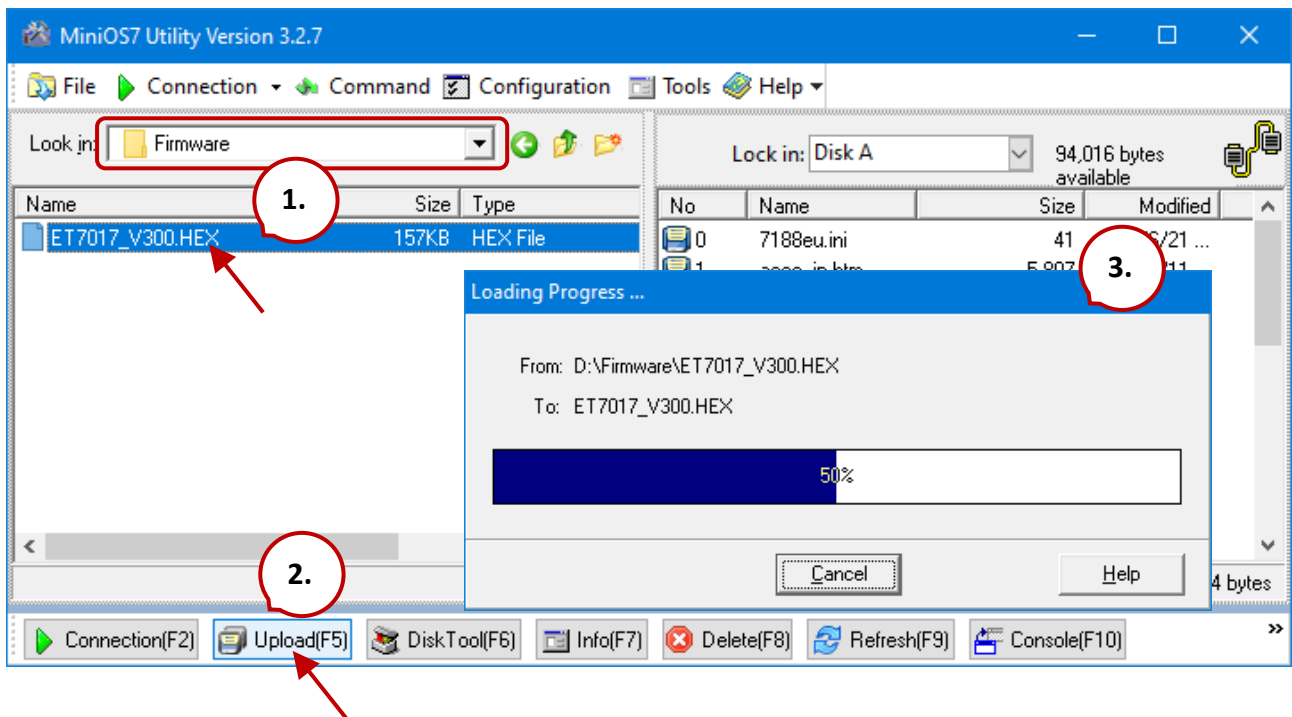 MiniOS7 Utility Version 3.2.7
File Connection Command Configuration Tools Help
Look in: Firmware
Lock in: Disk A
94,016 bytes
available
1.
Name Size Type
No Name Size Modified
ET7017_V300.HEX 157KB HEX File
0 7188eu.ini 41
3.
Loading Progress ...
From: D:\Firmware\ET7017_V300.HEX
To: ET7017_V300.HEX
50%
2.
Cancel
Help
4 bytes
Connection(F2) Upload(F5) DiskTool(F6) Info(F7) Delete(F8) Refresh(F9) Console(F10) »